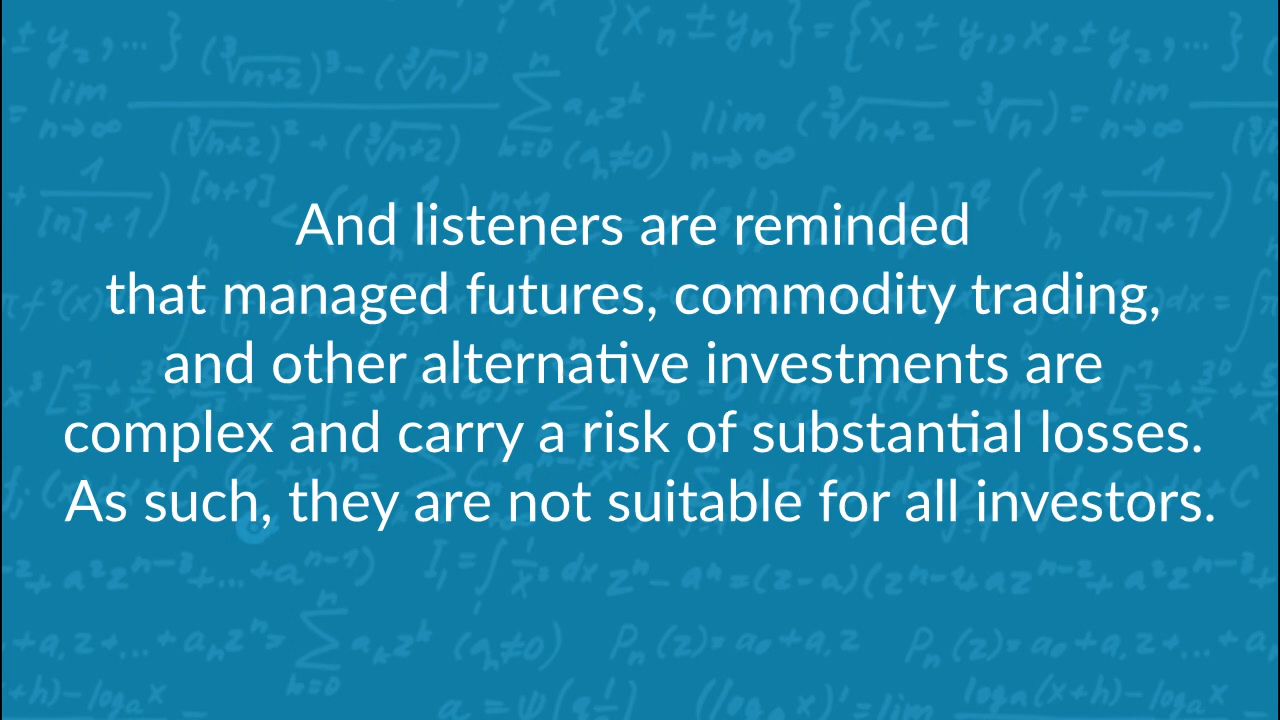 And listeners are reminded
that managed futures, commodity trading,
and other alternative investments are
complex and carry a risk of substantial losses.
As such, they are not suitable for all investors.